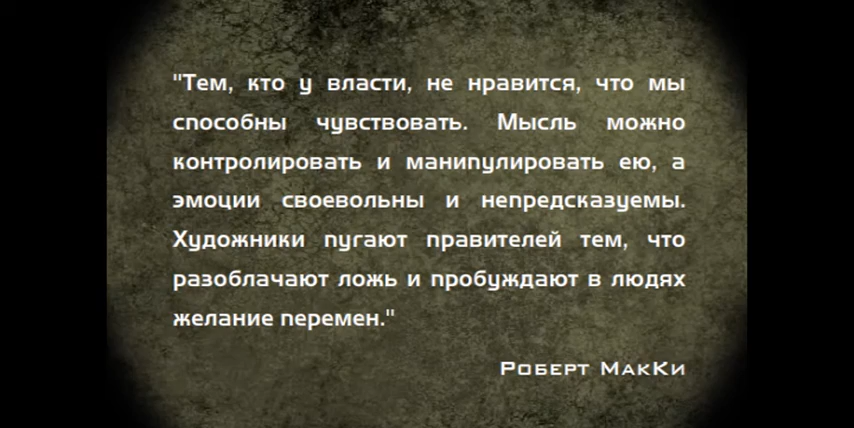 "Тем, кто у власти, не нравится, что мы
способны чувствовать. Мысль можно
контролировать и манипулировать ею, а
эмоции своевольны и непредсказуемы.
Художники пугают правителей тем, что
разоблачают ложь и пробуждают в людях
желание перемен."
Роберт МакКи